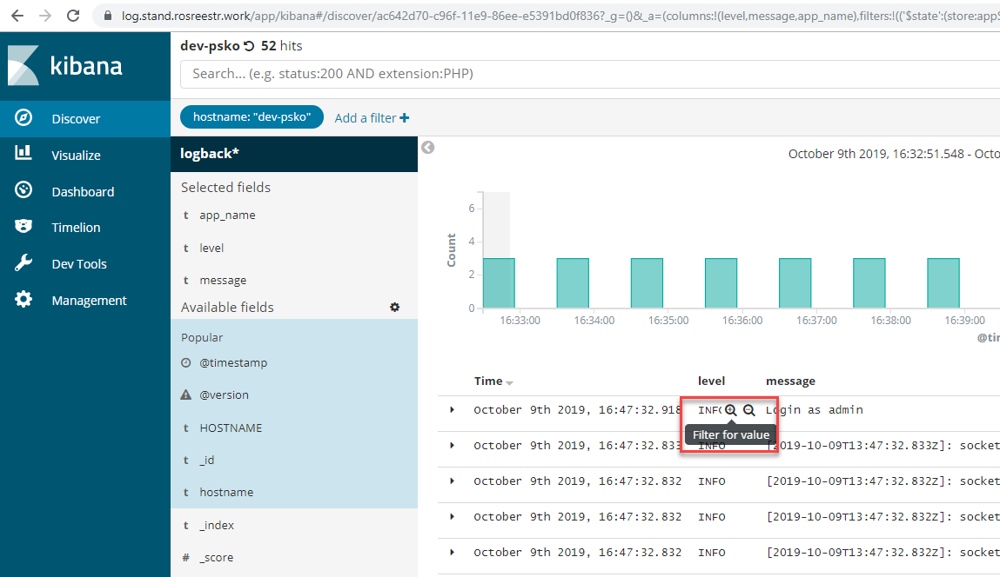 log.stand.rosreestr.work/app/kibana#/discover/ac642d70-c96f-11e9-86ee-e5391bd0f836?_g=()&_a=(columns:!(level,message,app_name),filters:!(('$state':(store:app
kibana
Discover
Visualize
Dashboard
Timelion
Dev Tools
Management
dev-psko 52 hits
Search... (e.g. status:200 AND extension:PHP)
hostname: "dev-psko" Add a filter +
logback*
Selected fields
t app_name
t level
t message
Available fields
Popular
@timestamp
@version
t HOSTNAME
t _id
t hostname
t _index
# _score
October 9th 2019, 16:32:51.548 - Octo
Count
6
4
2
0
16:33:00 16:34:00 16:35:00 16:36:00 16:37:00 16:38:00 16:39:00
@tim
Time level message
October 9th 2019, 16:47:32.918 INFO Login as admin
Filter for value
October 9th 2019, 16:47:32.833 INFO [2019-10-09T13:47:32.833Z]: socket
October 9th 2019, 16:47:32.832 INFO [2019-10-09T13:47:32.832Z]: socket
October 9th 2019, 16:47:32.832 INFO [2019-10-09T13:47:32.832Z]: socket
October 9th 2019, 16:47:32.832 INFO [2019-10-09T13:47:32.832Z]: socket